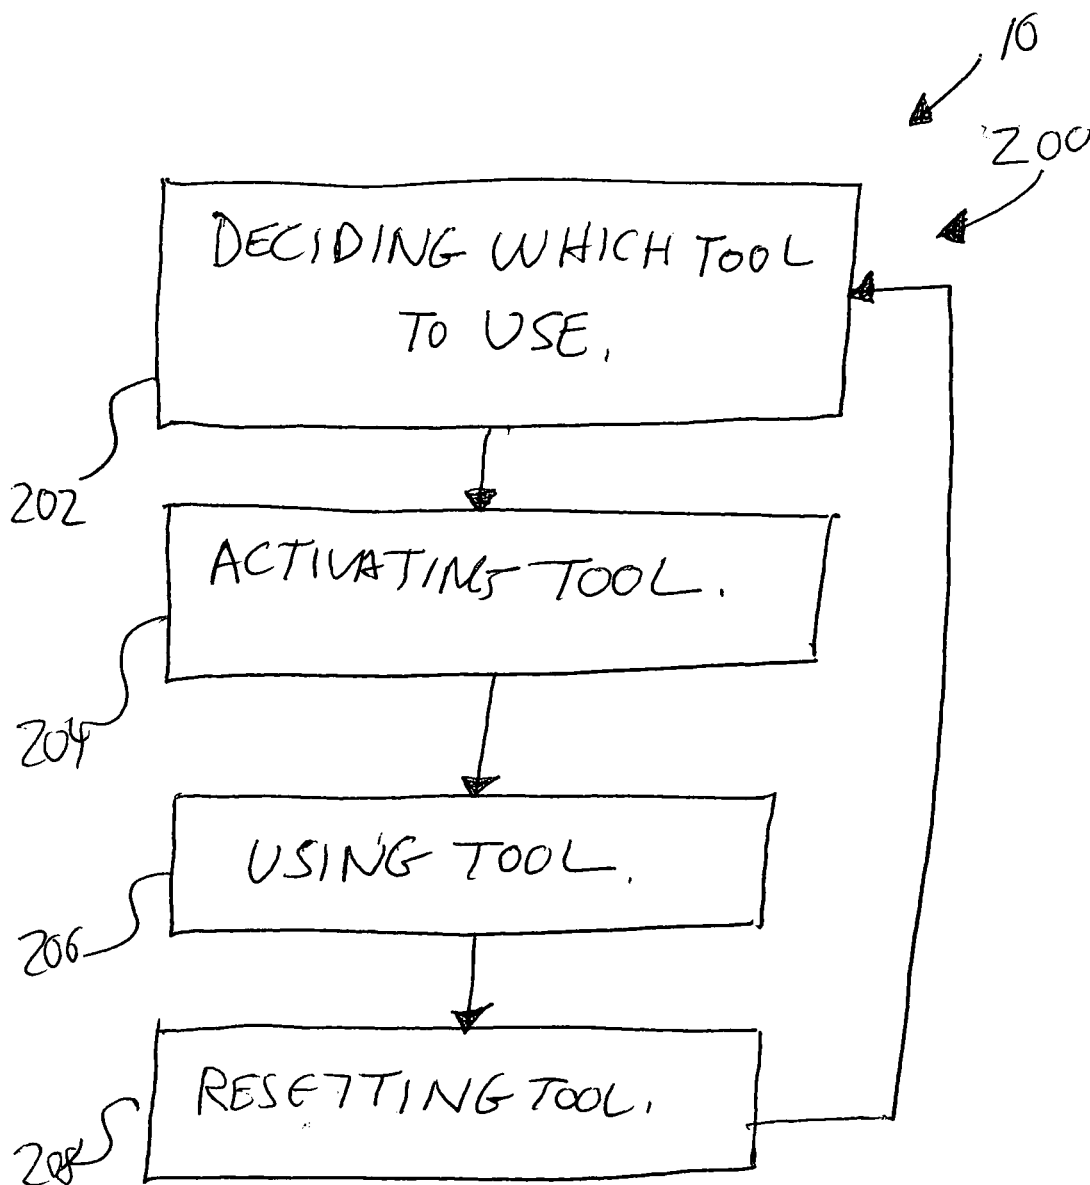 10
200
DECIDING WHICH TOOL
TO USE.
202
ACTIVATING TOOL.
204
USING TOOL.
206
RESETTING TOOL.
208